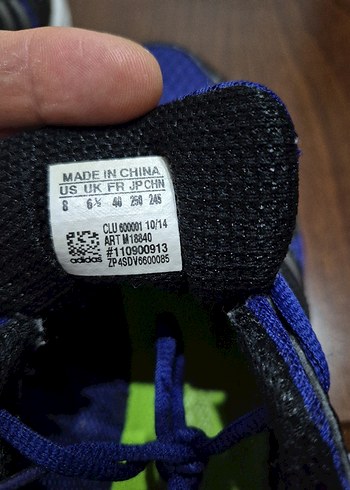 MADE IN CHINA
US UK FR JP CHN
8 6½ 40 250 245
CLU 600001 10/14
ART M18840
#110900913
adidas ZP4SDV6600085